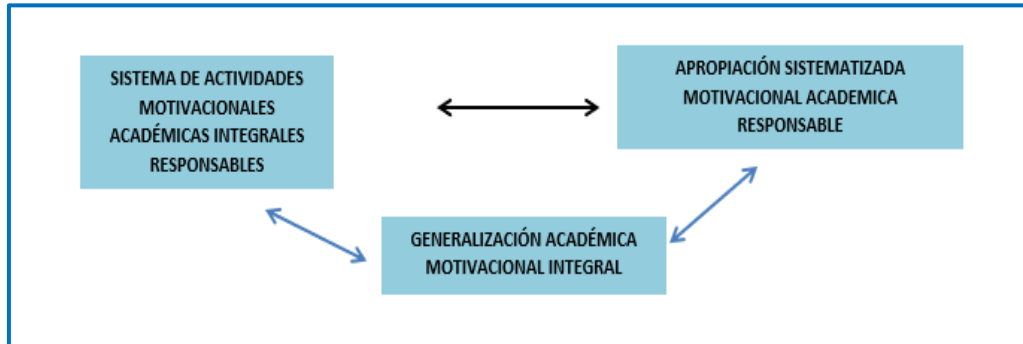 SISTEMA DE ACTIVIDADES
MOTIVACIONALES
ACADÉMICAS INTEGRALES
RESPONSABLES
APROPIACIÓN SISTEMATIZADA
MOTIVACIONAL ACADEMICA
RESPONSABLE
GENERALIZACIÓN ACADÉMICA
MOTIVACIONAL INTEGRAL